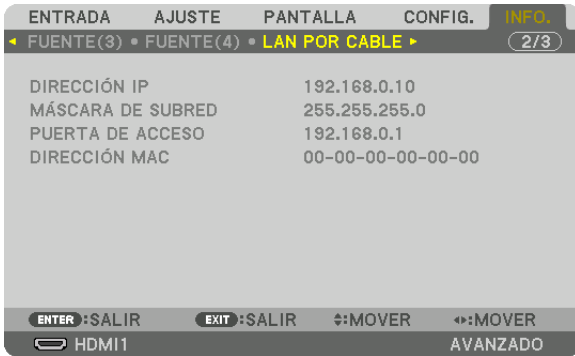 ENTRADA AJUSTE PANTALLA CONFIG. INFO.
◂ FUENTE(3) • FUENTE(4) • LAN POR CABLE ▸ 2/3
DIRECCIÓN IP 192.168.0.10
MÁSCARA DE SUBRED 255.255.255.0
PUERTA DE ACCESO 192.168.0.1
DIRECCIÓN MAC 00-00-00-00-00-00
ENTER :SALIR EXIT :SALIR ♦:MOVER ◂▸:MOVER
HDMI1 AVANZADO